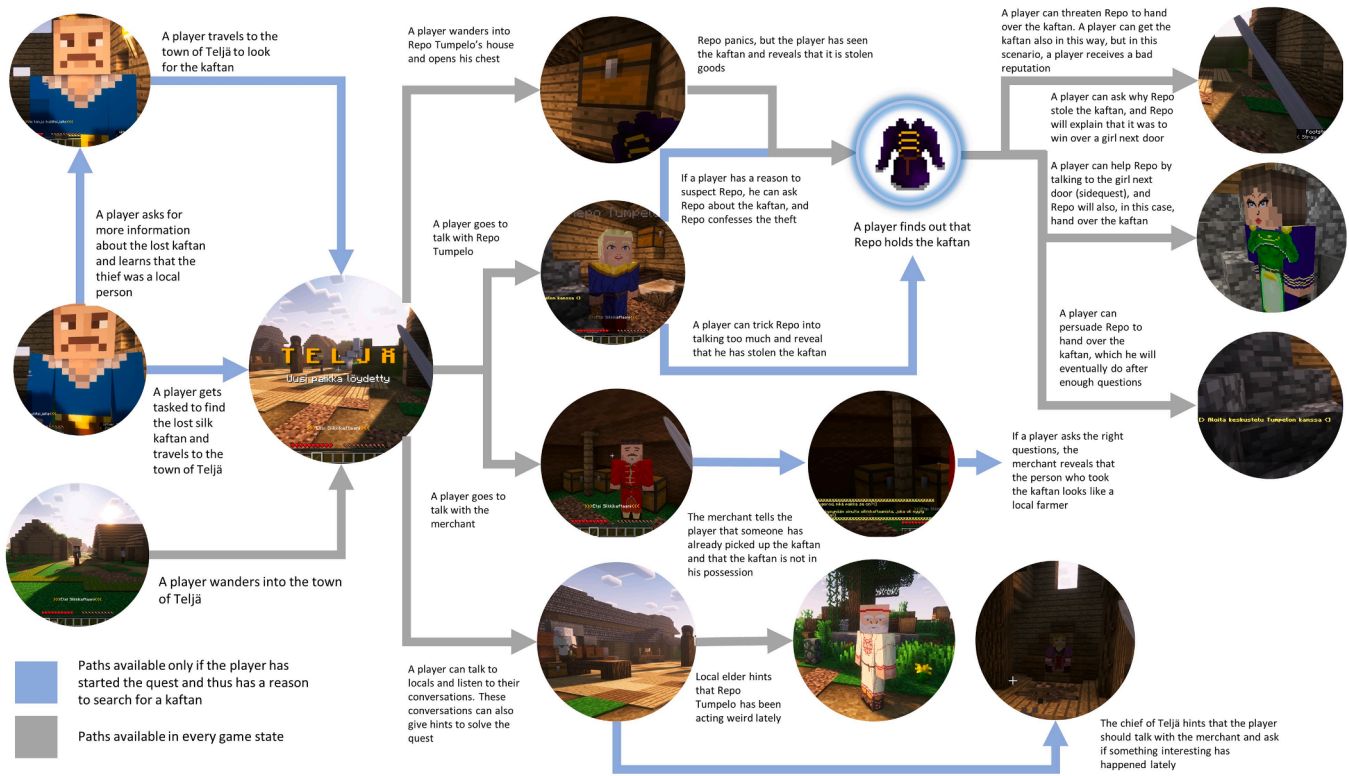 A player travels to the
town of Teljä to look
for the kaftan
A player asks for
more information
about the lost kaftan
and learns that the
thief was a local
person
A player gets
tasked to find
the lost silk
kaftan and
travels to the
town of Teljä
A player wanders into the town
of Teljä
Paths available only if the player has
started the quest and thus has a reason
to search for a kaftan
Paths available in every game state
TELJÄ
Uusi paikka löydetty
>>>Etsi Silkkikaftaani<<<
A player wanders into
Repo Tumpelo's house
and opens his chest
Repo panics, but the player has seen
the kaftan and reveals that it is stolen
goods
A player goes to
talk with Repo
Tumpelo
Repo Tumpelo
If a player has a reason to
suspect Repo, he can ask
Repo about the kaftan, and
Repo confesses the theft
A player can trick Repo into
talking too much and reveal
that he has stolen the kaftan
A player finds out that
Repo holds the kaftan
A player goes to
talk with the
merchant
>>>Etsi Silkkikaftaani<<<
The merchant tells the
player that someone has
already picked up the kaftan
and that the kaftan is not in
his possession
If a player asks the right
questions, the
merchant reveals that
the person who took
the kaftan looks like a
local farmer
A player can talk to
locals and listen to their
conversations. These
conversations can also
give hints to solve the
quest
Local elder hints
that Repo
Tumpelo has been
acting weird lately
The chief of Teljä hints that the player
should talk with the merchant and ask
if something interesting has
happened lately
A player can threaten Repo to hand
over the kaftan. A player can get the
kaftan also in this way, but in this
scenario, a player receives a bad
reputation
A player can ask why Repo
stole the kaftan, and Repo
will explain that it was to
win over a girl next door
A player can help Repo by
talking to the girl next
door (sidequest), and
Repo will also, in this case,
hand over the kaftan
A player can
persuade Repo to
hand over the
kaftan, which he will
eventually do after
enough questions
[> Aloita keskustelu Tumpelon kanssa <]